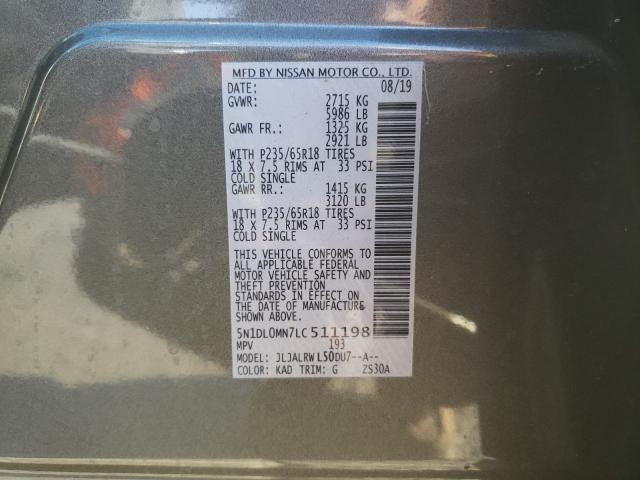 MFD BY NISSAN MOTOR CO., LTD.
DATE: 08/19
GVWR: 2715 KG
5986 LB
GAWR FR.: 1325 KG
2921 LB
WITH P235/65R18 TIRES
18 X 7.5 RIMS AT 33 PSI
COLD SINGLE
GAWR RR.: 1415 KG
3120 LB
WITH P235/65R18 TIRES
18 X 7.5 RIMS AT 33 PSI
COLD SINGLE
THIS VEHICLE CONFORMS TO
ALL APPLICABLE FEDERAL
MOTOR VEHICLE SAFETY AND
THEFT PREVENTION
STANDARDS IN EFFECT ON
THE DATE OF MANUFACTURE
SHOWN ABOVE.
5N1DL0MN7LC511198
MPV 193
MODEL: JLJALRWL50DU7--A--
COLOR: KAD TRIM: G ZS30A